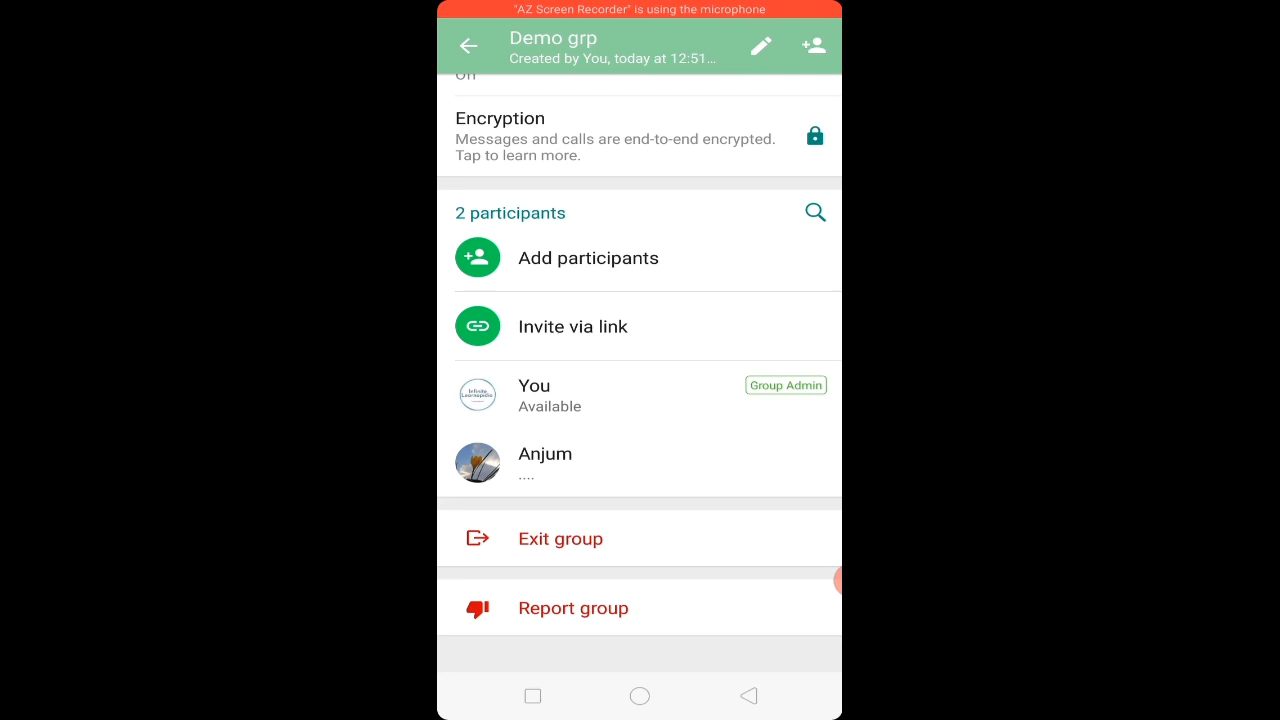 "AZ Screen Recorder" is using the microphone
Demo grp
Created by You, today at 12:51...
On
Encryption
Messages and calls are end-to-end encrypted.
Tap to learn more.
2 participants
Add participants
Invite via link
Infinite
You
Group Admin
Available
Anjum
....
Exit group
Report group